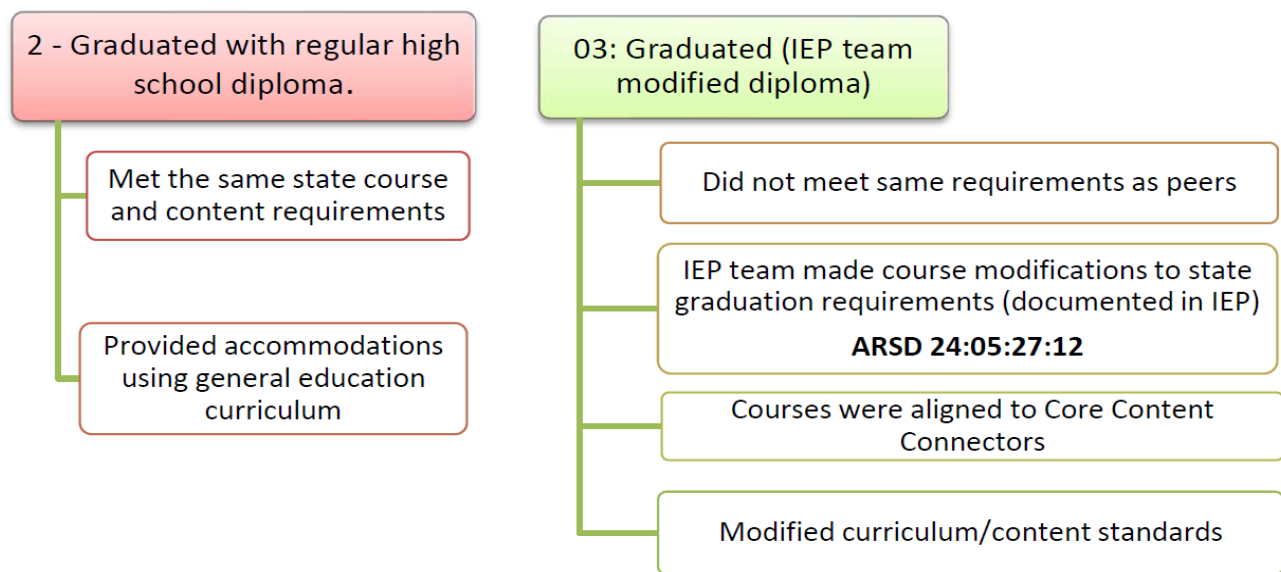 2 - Graduated with regular high
school diploma.
Met the same state course
and content requirements
Provided accommodations
using general education
curriculum
03: Graduated (IEP team
modified diploma)
Did not meet same requirements as peers
IEP team made course modifications to state
graduation requirements (documented in IEP)
ARSD 24:05:27:12
Courses were aligned to Core Content
Connectors
Modified curriculum/content standards